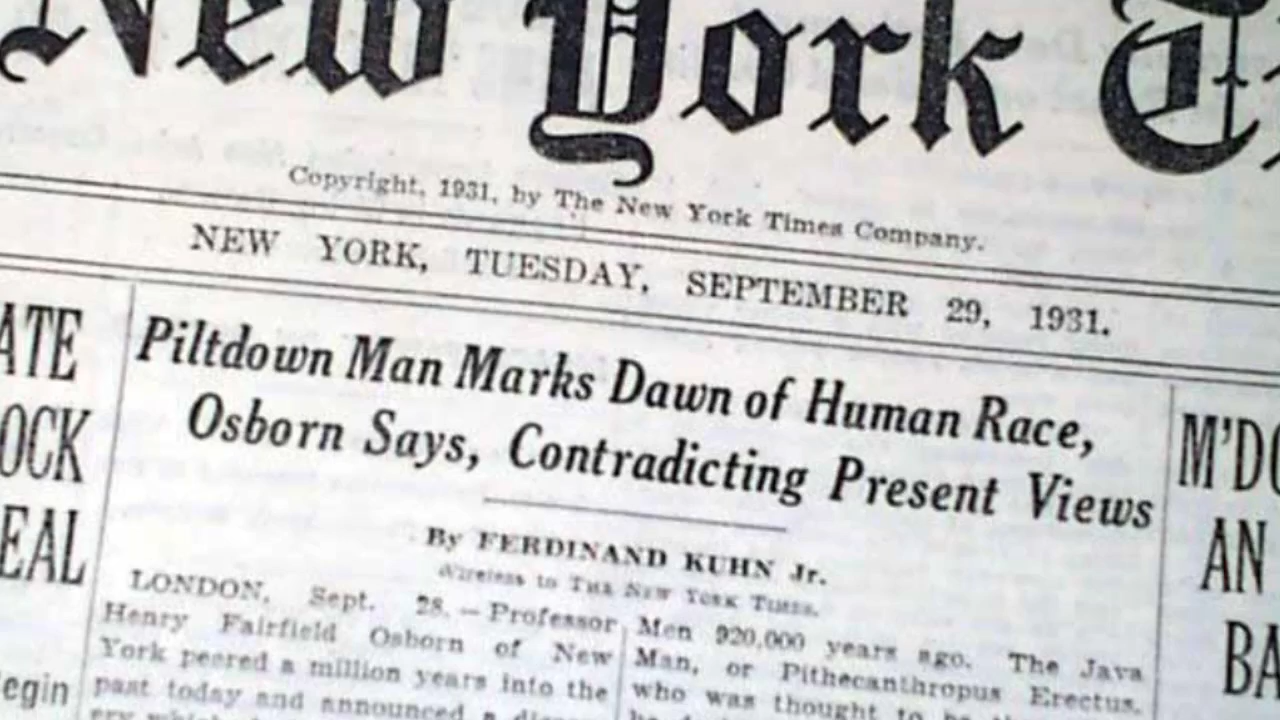 New York Ti
Copyright, 1931, by The New York Times Company.
NEW YORK, TUESDAY, SEPTEMBER 29, 1931.
ATE
OCK
EAL
egin
Piltdown Man Marks Dawn of Human Race,
Osborn Says, Contradicting Present Views
By FERDINAND KUHN Jr.
Wireless to THE NEW YORK TIMES.
LONDON, Sept. 28. — Professor
Henry Fairfield Osborn of New
York peered a million years into the
past today and announced a
Men 920,000 years ago. The Java
Man, or Pithecanthropus Erectus,
who was thought to be
M'DO
AN
BA